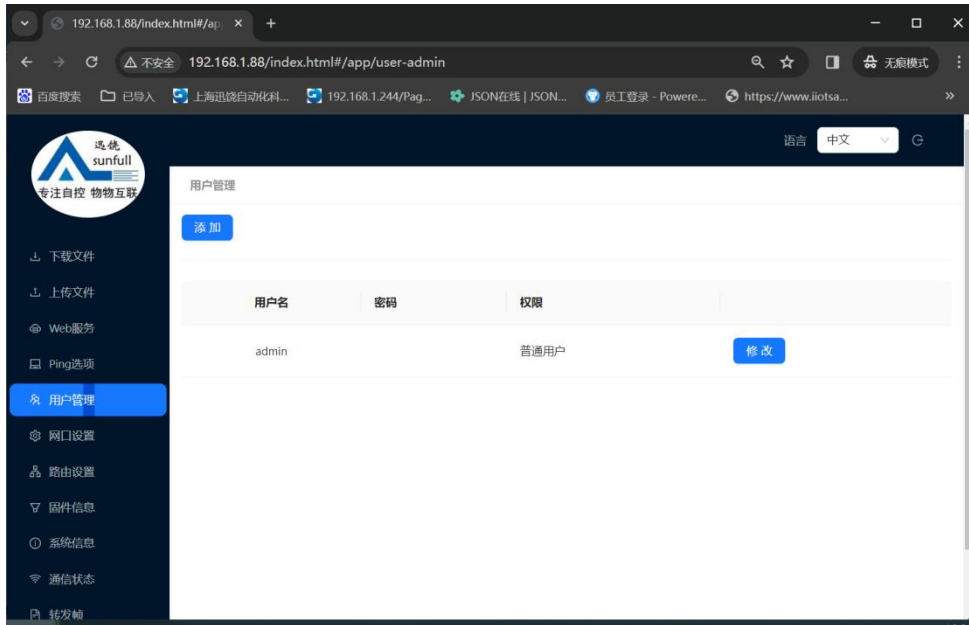 192.168.1.88/index.html#/ap
不安全 192.168.1.88/index.html#/app/user-admin 无痕模式
百度搜索 已导入 上海迅饶自动化科... 192.168.1.244/Pag... JSON在线 | JSON... 员工登录 - Powere... https://www.iiotsa...
迅饶
sunfull
专注自控 物物互联
语言 中文
用户管理
添加
下载文件
上传文件
Web服务
Ping选项
用户管理
网口设置
路由设置
固件信息
系统信息
通信状态
转发帧
用户名 密码 权限
admin 普通用户 修改